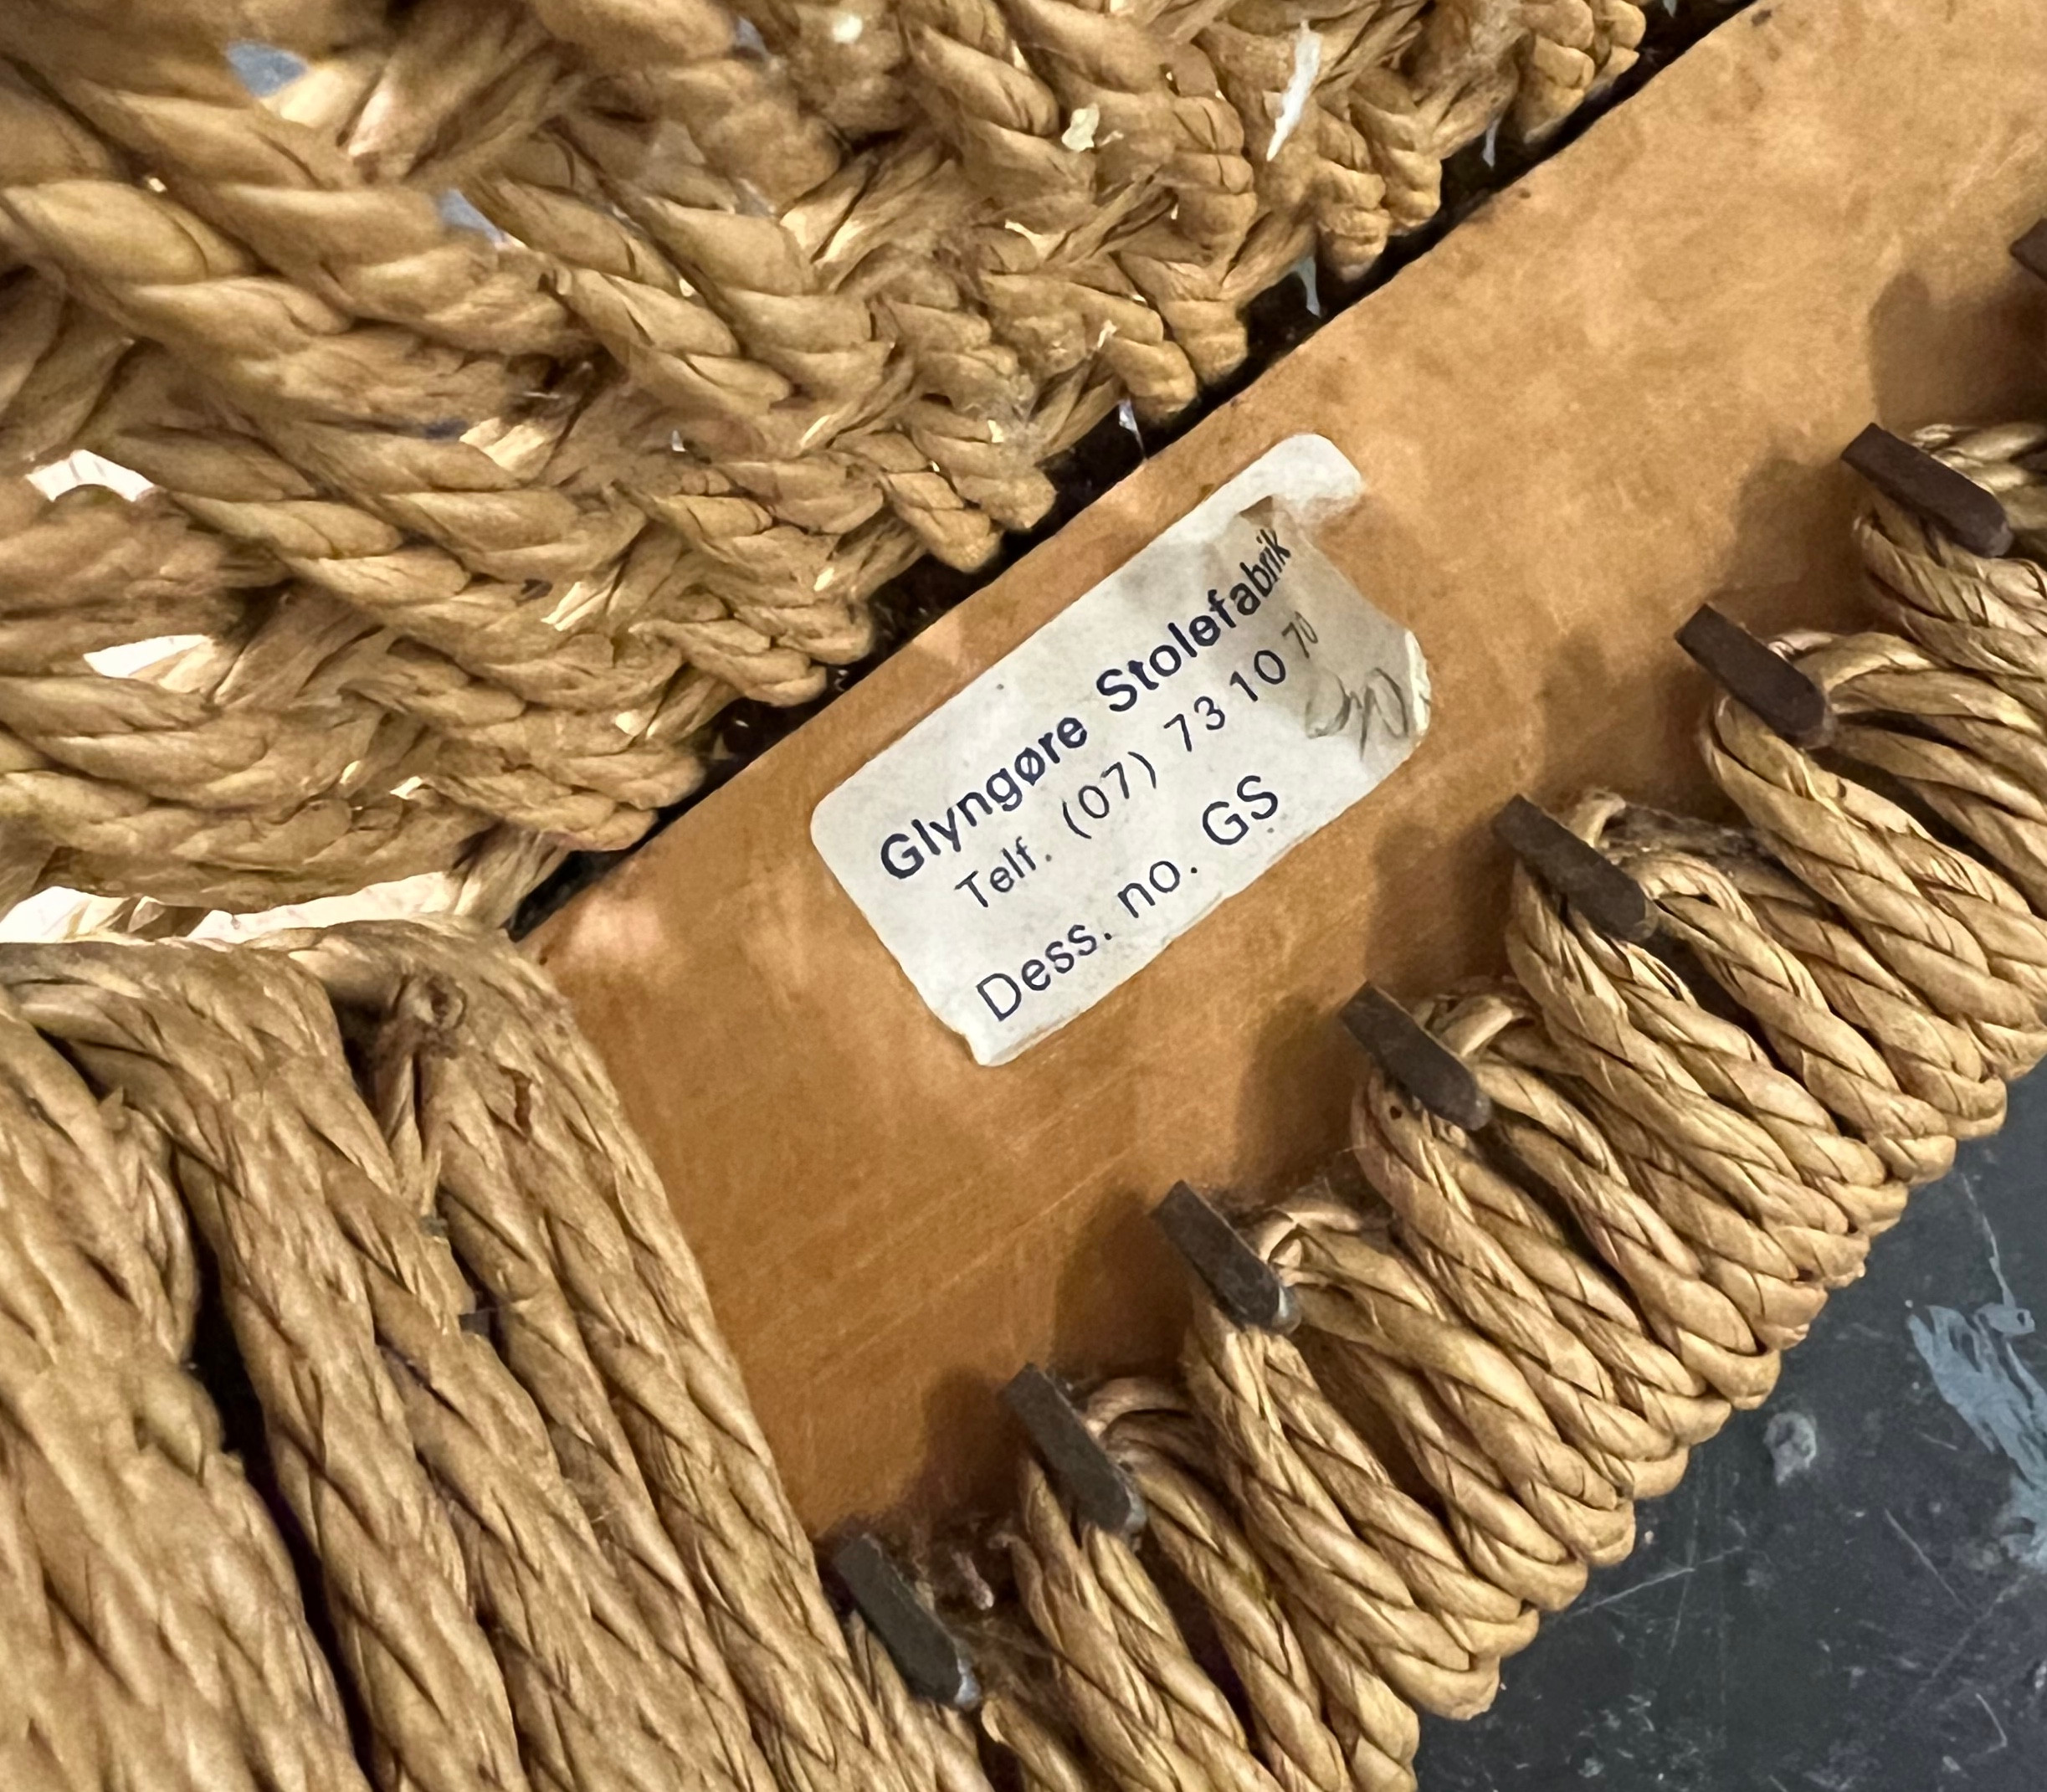 Glyngøre Stolefabrik
Telf. (07) 73 10 70
Dess. no. GS